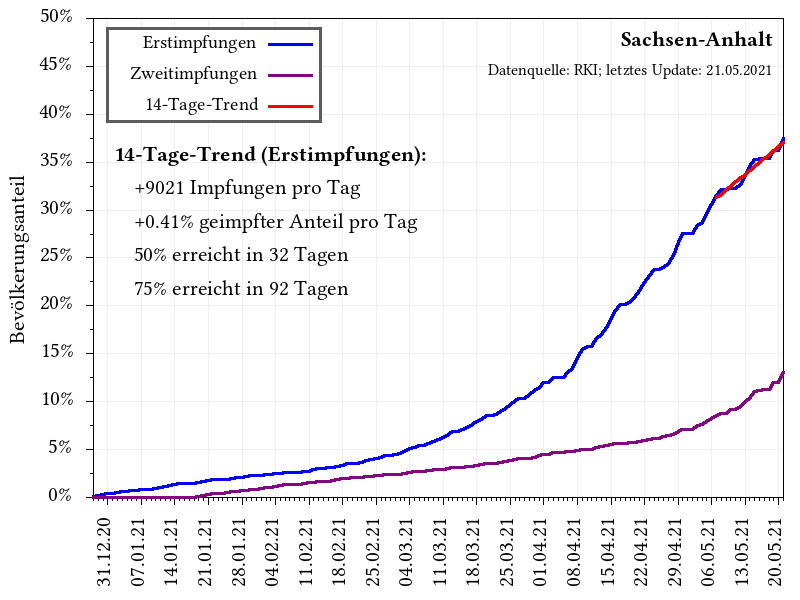 Sachsen-Anhalt
Datenquelle: RKI; letztes Update: 21.05.2021
Erstimpfungen
Zweitimpfungen
14-Tage-Trend
14-Tage-Trend (Erstimpfungen):
+9021 Impfungen pro Tag
+0.41% geimpfter Anteil pro Tag
50% erreicht in 32 Tagen
75% erreicht in 92 Tagen
Bevölkerungsanteil
50%
45%
40%
35%
30%
25%
20%
15%
10%
5%
0%
31.12.20
07.01.21
14.01.21
21.01.21
28.01.21
04.02.21
11.02.21
18.02.21
25.02.21
04.03.21
11.03.21
18.03.21
25.03.21
01.04.21
08.04.21
15.04.21
22.04.21
29.04.21
06.05.21
13.05.21
20.05.21